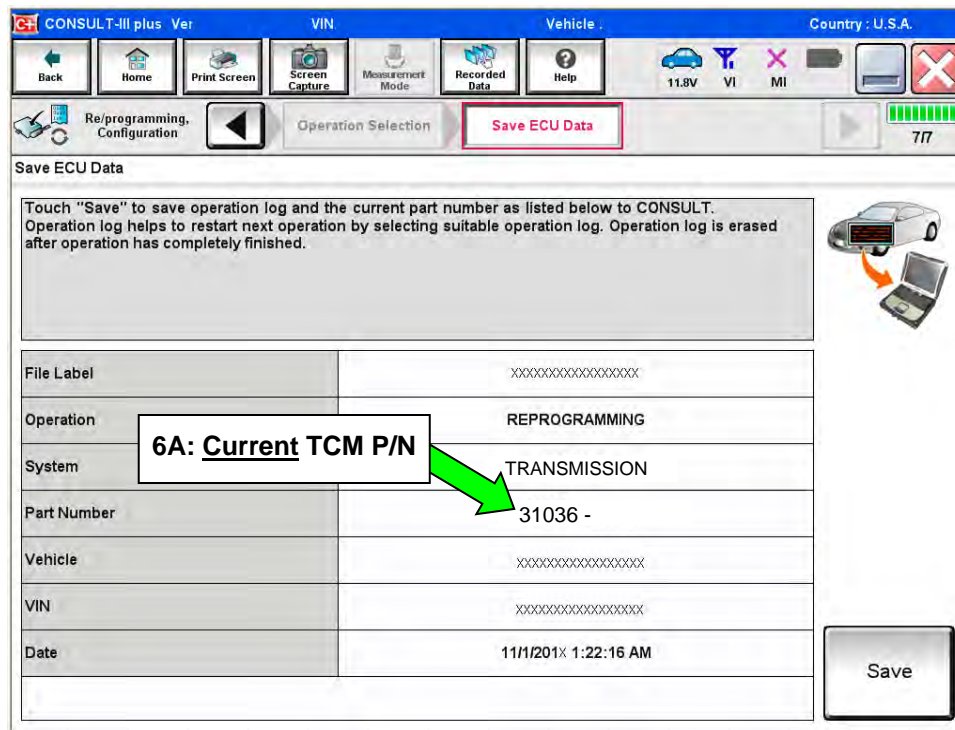 C+ CONSULT-III plus Ver VIN Vehicle : Country : U.S.A.
Back Home Print Screen Screen Capture Measurement Mode Recorded Data Help 11.8V VI MI
Re/programming, Configuration Operation Selection Save ECU Data 7/7
Save ECU Data
Touch "Save" to save operation log and the current part number as listed below to CONSULT.
Operation log helps to restart next operation by selecting suitable operation log. Operation log is erased
after operation has completely finished.
File Label XXXXXXXXXXXXXXXXX
Operation REPROGRAMMING
6A: Current TCM P/N
System TRANSMISSION
Part Number 31036 -
Vehicle XXXXXXXXXXXXXXXXX
VIN XXXXXXXXXXXXXXXXX
Date 11/1/201X 1:22:16 AM
Save